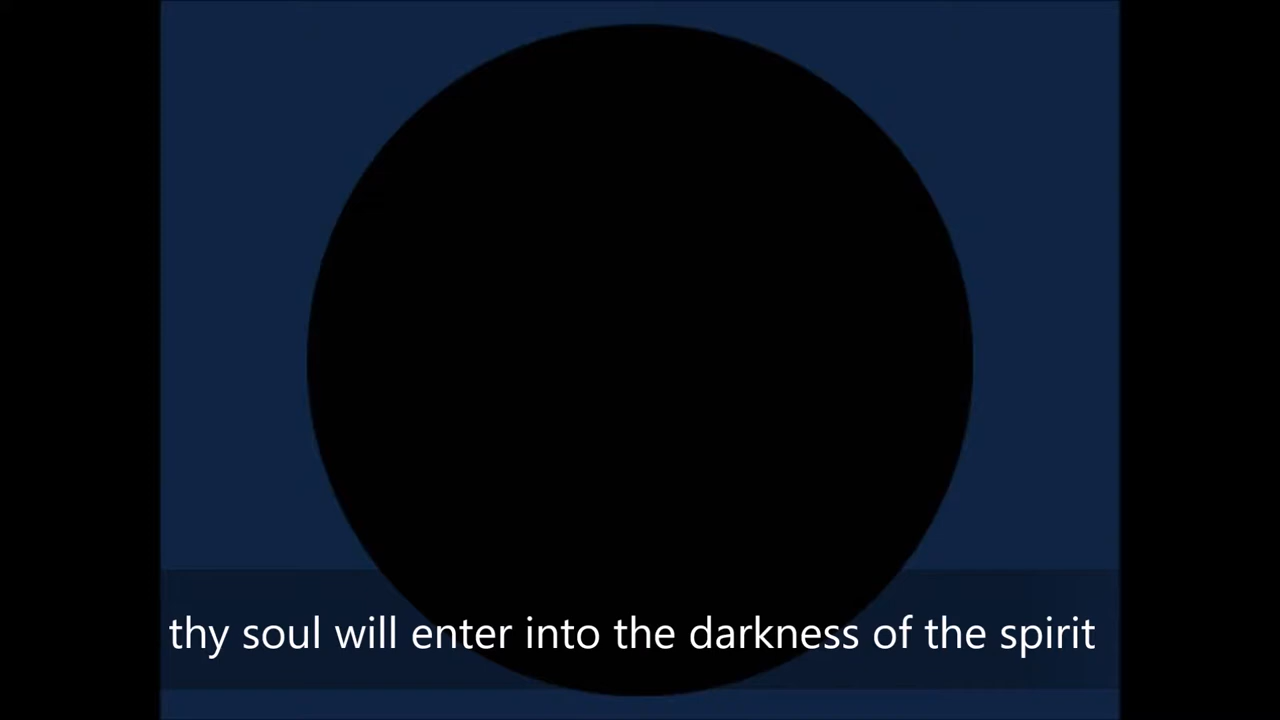 thy soul will enter into the darkness of the spirit